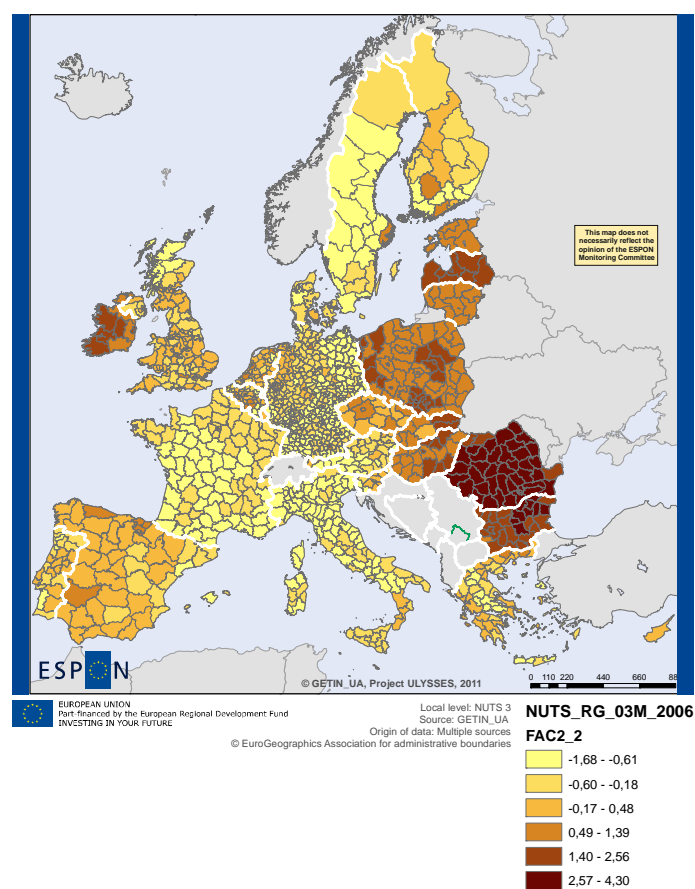 This map does not
necessarily reflect the
opinion of the ESPON
Monitoring Committee
ESPON
© GETIN_UA, Project ULYSSES, 2011
0 110 220 440 660 88
EUROPEAN UNION
Part-financed by the European Regional Development Fund
INVESTING IN YOUR FUTURE
Local level: NUTS 3
Source: GETIN_UA
Origin of data: Multiple sources
© EuroGeographics Association for administrative boundaries
NUTS_RG_03M_2006
FAC2_2
-1,68 - -0,61
-0,60 - -0,18
-0,17 - 0,48
0,49 - 1,39
1,40 - 2,56
2,57 - 4,30